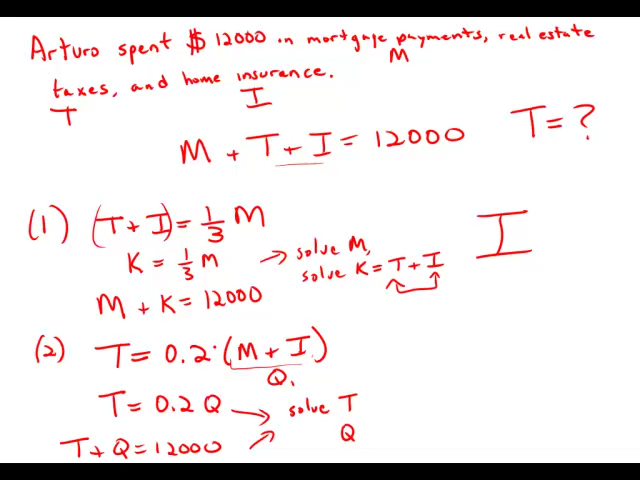 Arturo spent $12000 in mortgage payments, real estate
M
taxes, and home insurance.
T I
M + T + I = 12000 T = ?
(1) (T + I) = 1/3 M I
K = 1/3 M → solve M,
solve K = T + I
M + K = 12000
(2) T = 0.2 · (M + I)
Q.
T = 0.2 Q → solve T
Q
T + Q = 12000